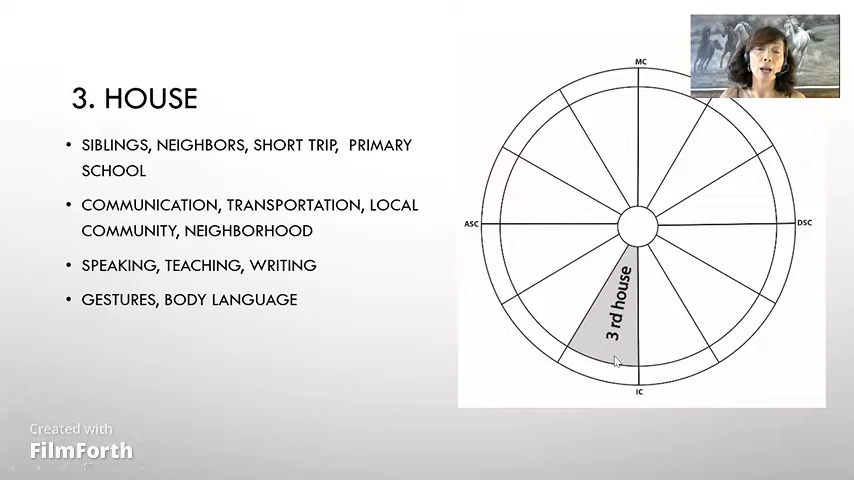 3. HOUSE
• SIBLINGS, NEIGHBORS, SHORT TRIP, PRIMARY
SCHOOL
• COMMUNICATION, TRANSPORTATION, LOCAL
COMMUNITY, NEIGHBORHOOD
• SPEAKING, TEACHING, WRITING
• GESTURES, BODY LANGUAGE
MC
ASC
DSC
3 rd house
IC
Created with
FilmForth